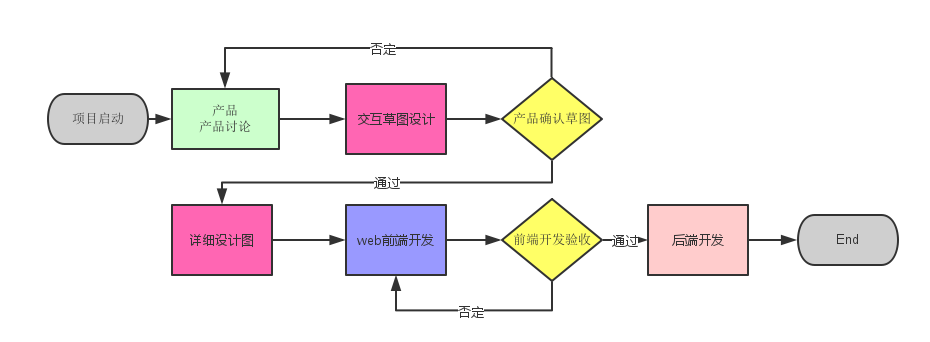 否定
项目启动
产品
产品讨论
交互草图设计
产品确认草图
通过
详细设计图
web前端开发
前端开发验收
通过
后端开发
End
否定